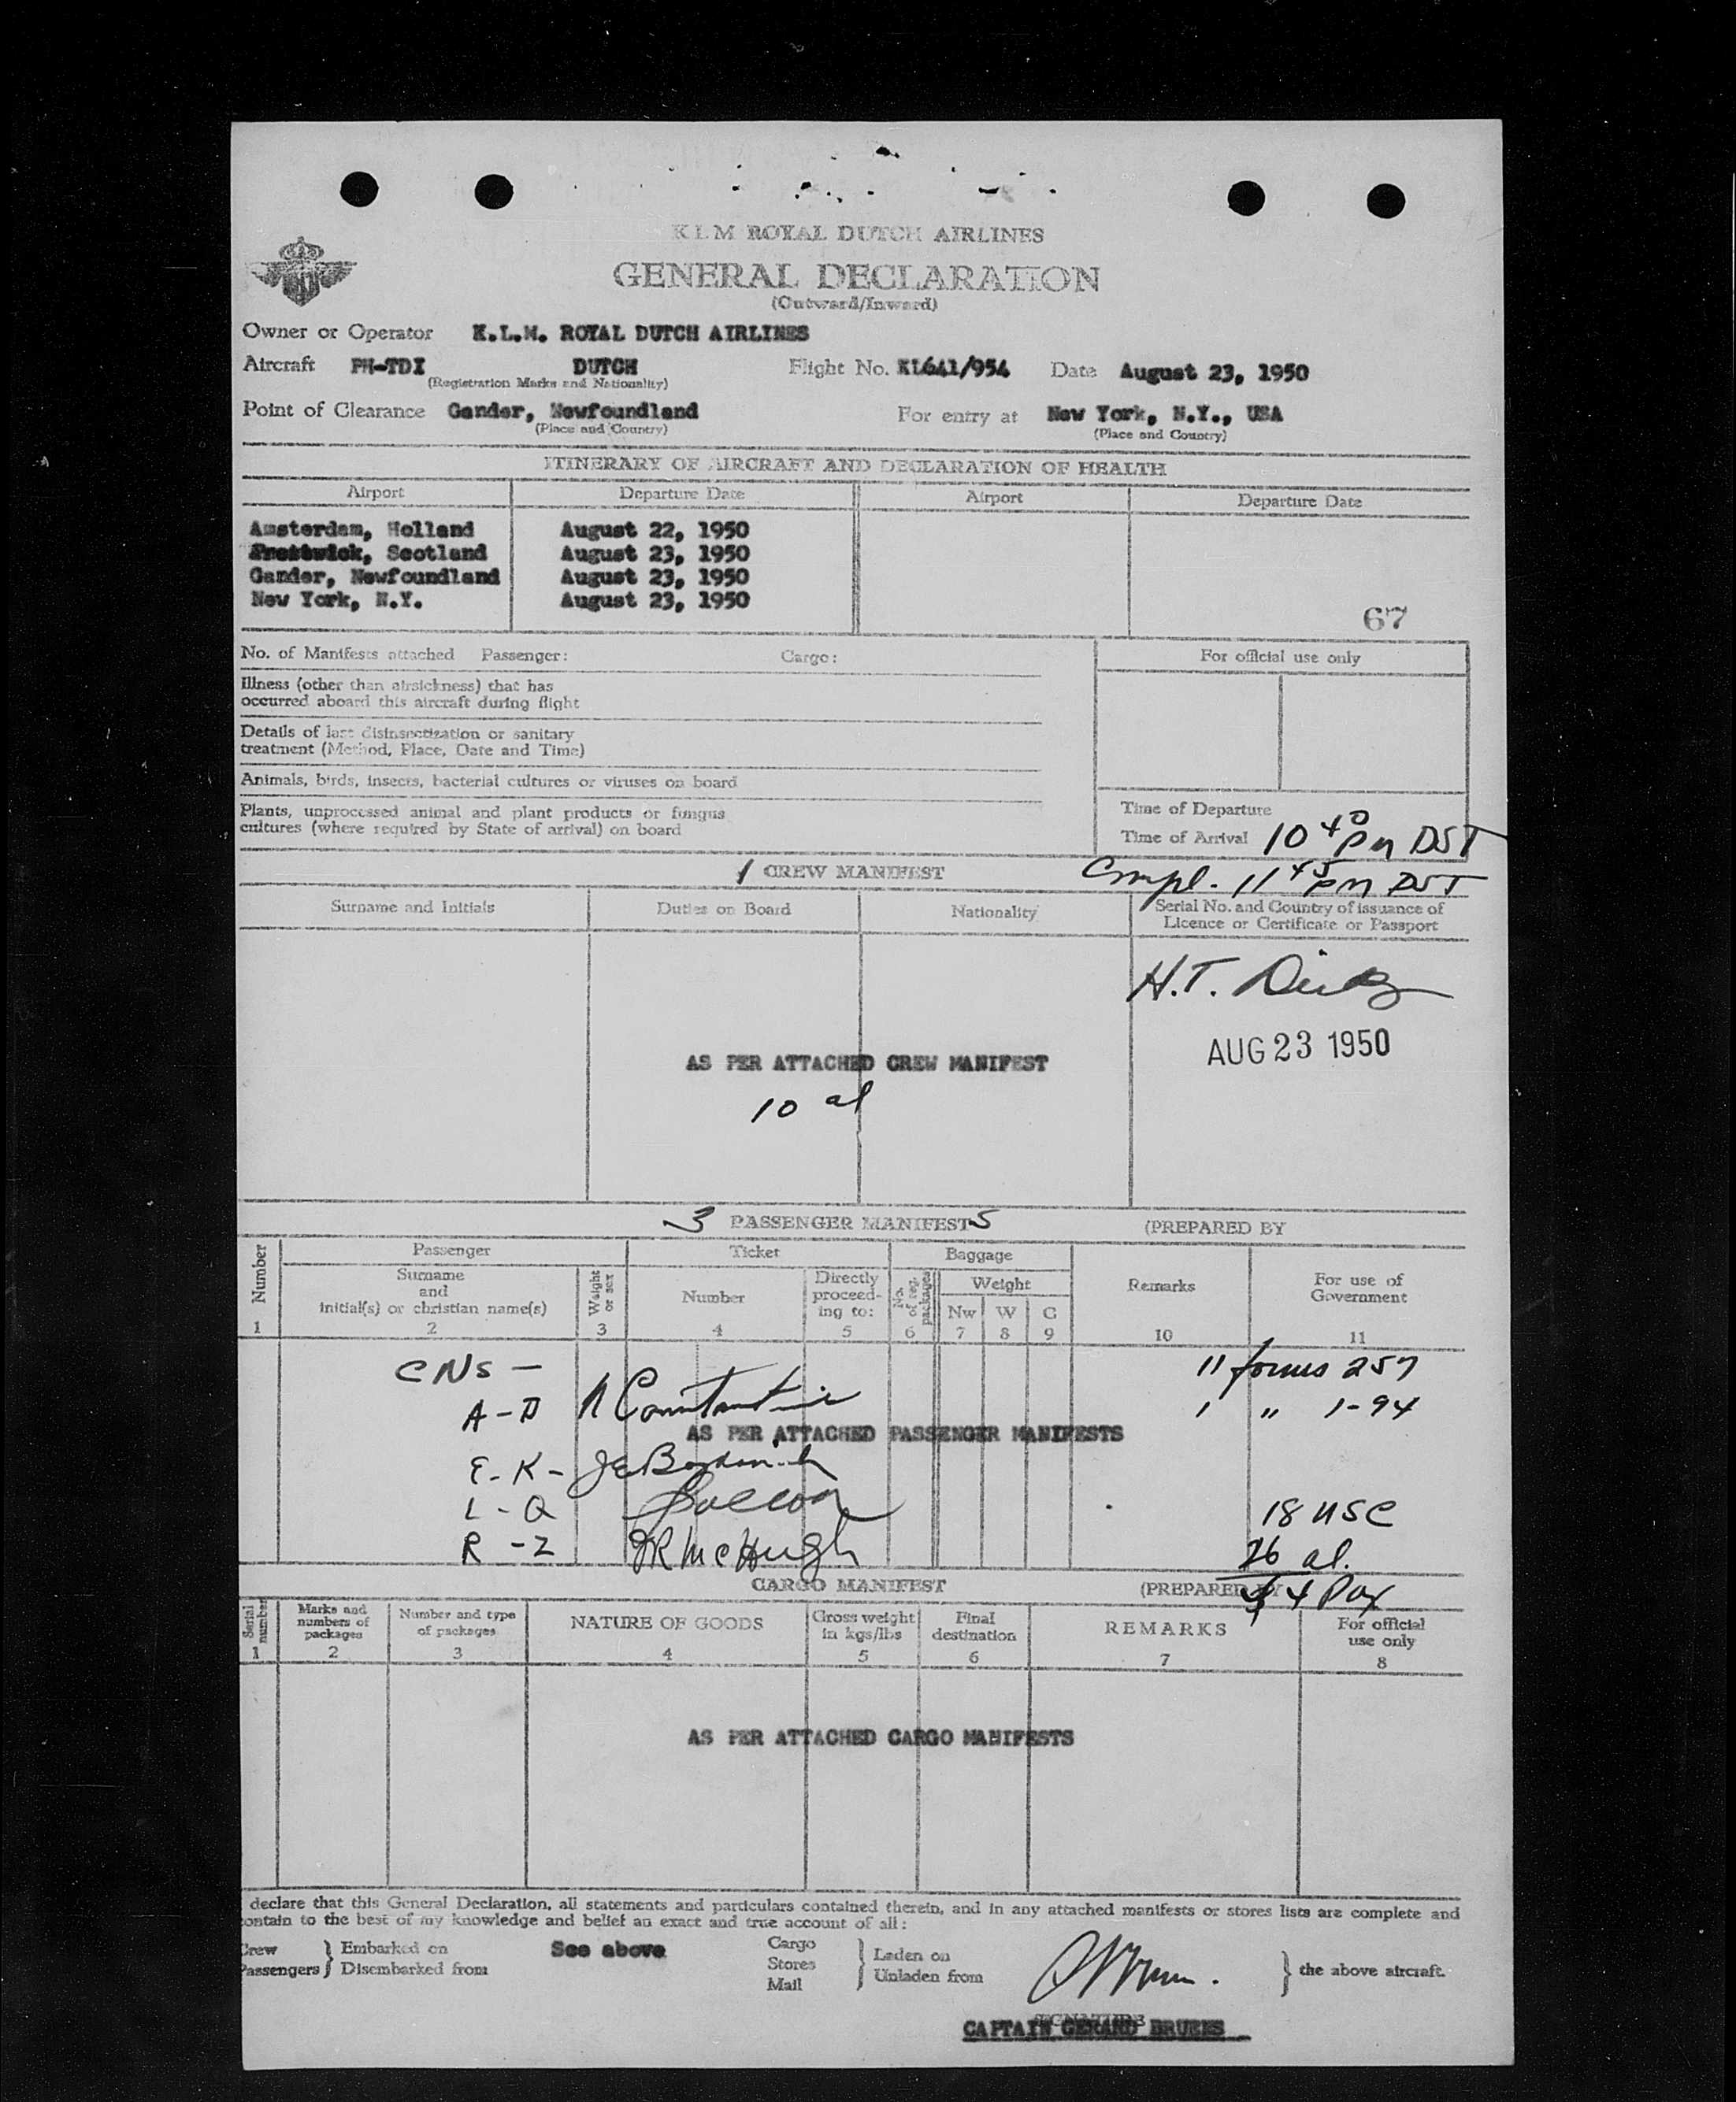 KLM ROYAL DUTCH AIRLINES
GENERAL DECLARATION
(Outward/Inward)
Owner or Operator K.L.M. ROYAL DUTCH AIRLINES
Aircraft PH-TDI DUTCH Flight No. KL641/954 Date August 23, 1950
(Registration Marks and Nationality)
Point of Clearance Gander, Newfoundland For entry at New York, N.Y., USA
(Place and Country) (Place and Country)
ITINERARY OF AIRCRAFT AND DECLARATION OF HEALTH
Airport Departure Date Airport Departure Date
Amsterdam, Holland August 22, 1950
Prestwick, Scotland August 23, 1950
Gander, Newfoundland August 23, 1950
New York, N.Y. August 23, 1950
67
No. of Manifests attached Passenger: Cargo: For official use only
Illness (other than airsickness) that has
occurred aboard this aircraft during flight
Details of last disinsectization or sanitary
treatment (Method, Place, Date and Time)
Animals, birds, insects, bacterial cultures or viruses on board
Plants, unprocessed animal and plant products or fungus
cultures (where required by State of arrival) on board
Time of Departure
Time of Arrival 10 40 PM DST
Compl. 11 45 PM DST
1 CREW MANIFEST
Surname and Initials Duties on Board Nationality Serial No. and Country of issuance of
Licence or Certificate or Passport
H.T.
AUG 23 1950
AS PER ATTACHED CREW MANIFEST
10 al
3 PASSENGER MANIFESTS (PREPARED BY
Number Passenger Ticket Baggage
Surname
and
initial(s) or christian name(s) Weight or sex Number Directly
proceed-
ing to: No. of reg. packages Weight Remarks For use of
Government
Nw W C
1 2 3 4 5 6 7 8 9 10 11
CNS - 11 forms 257
A-D 1 " 1-94
AS PER ATTACHED PASSENGER MANIFESTS
E-K-
L-Q 18 USC
R-Z JR McHugh 26 al.
CARGO MANIFEST (PREPARED BY 44 Pax
Serial number Marks and
numbers of
packages Number and type
of packages NATURE OF GOODS Gross weight
in kgs/lbs Final
destination REMARKS For official
use only
1 2 3 4 5 6 7 8
AS PER ATTACHED CARGO MANIFESTS
declare that this General Declaration, all statements and particulars contained therein, and in any attached manifests or stores lists are complete and
ontain to the best of my knowledge and belief an exact and true account of all:
Crew
Passengers } Embarked on
Disembarked from See above Cargo
Stores
Mail } Laden on
Unladen from } the above aircraft.
SIGNATURE
CAPTAIN GERARD BRUENS